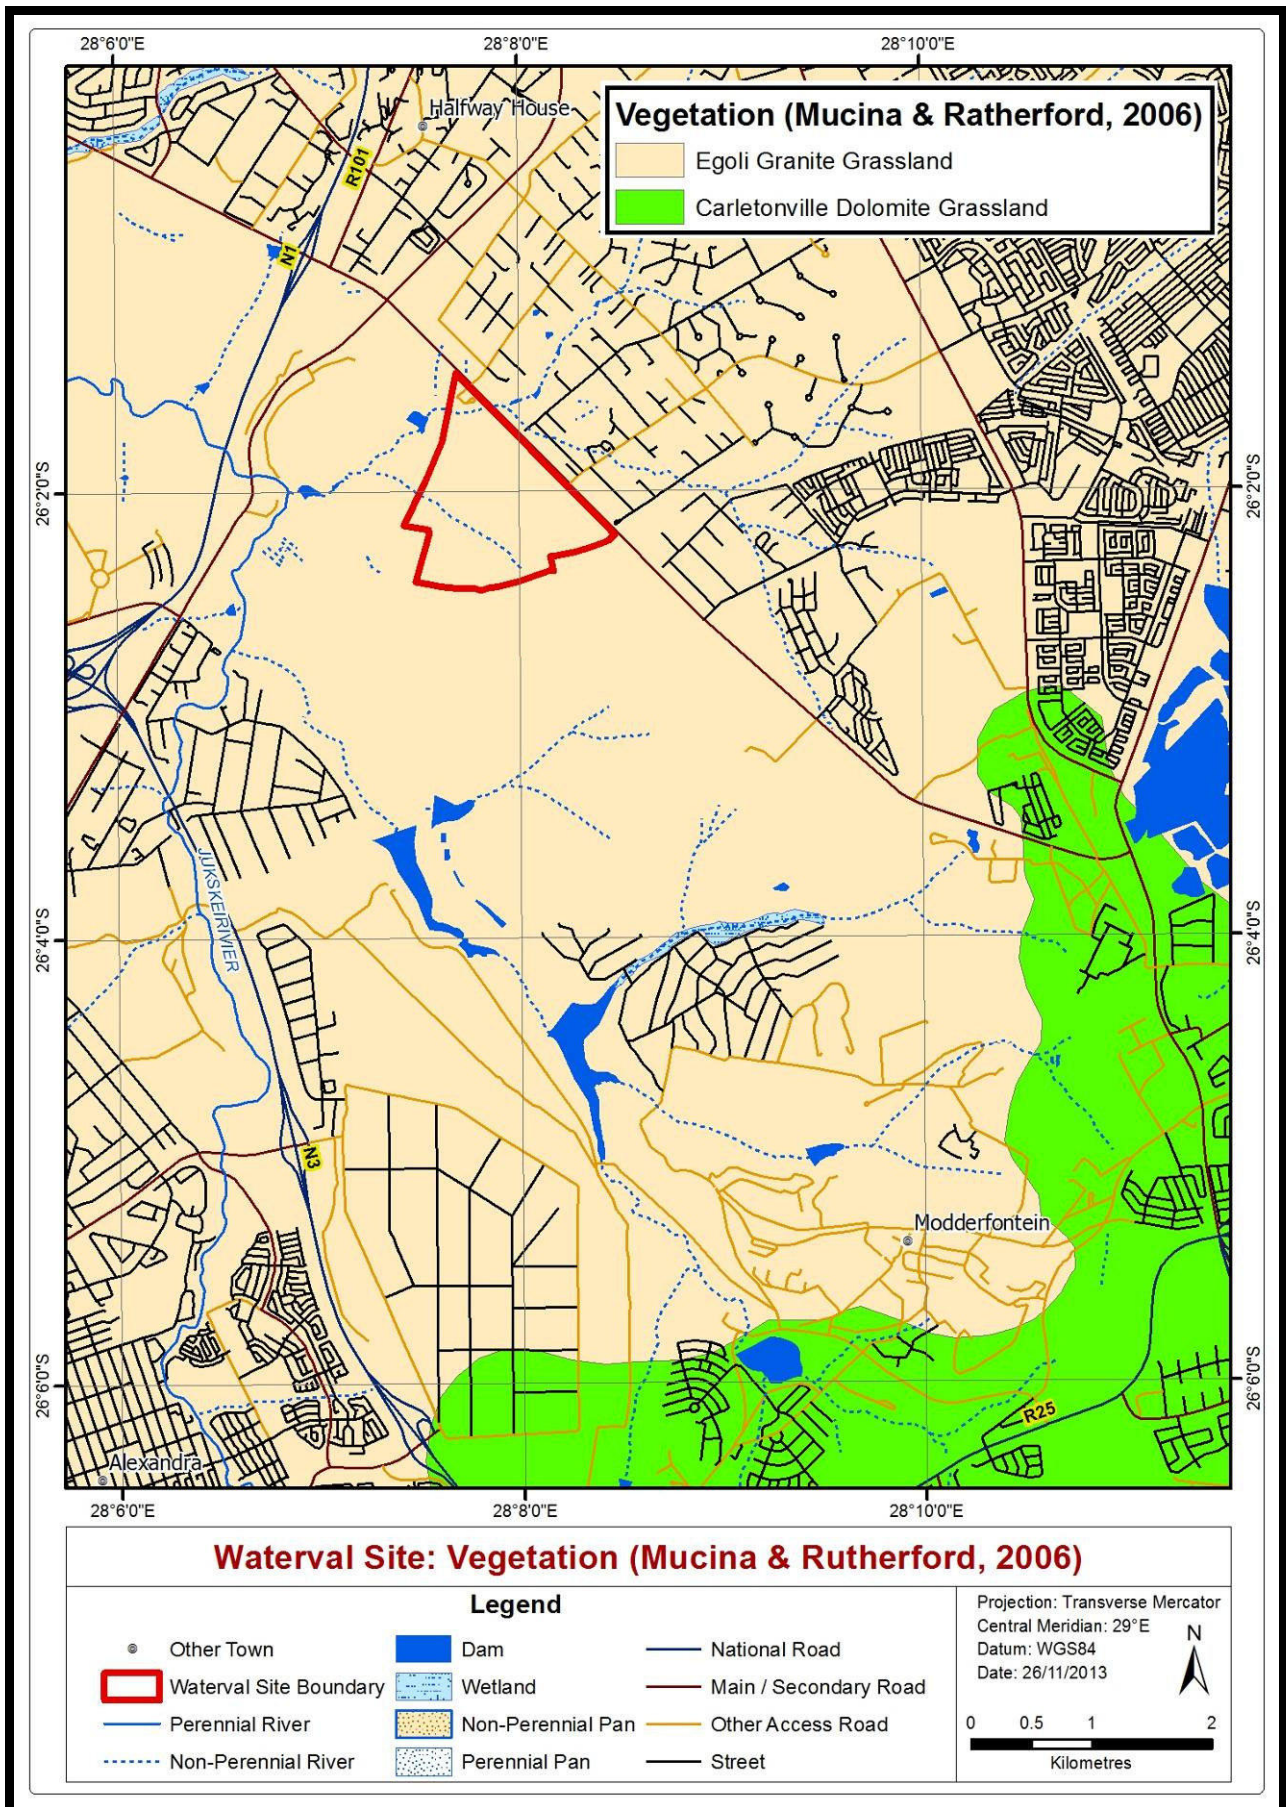 28°6'0"E
28°8'0"E
28°10'0"E
Halfway House
Vegetation (Mucina & Ratherford, 2006)
Egoli Granite Grassland
Carletonville Dolomite Grassland
R101
N1
26°2'0"S
26°2'0"S
JUKSKEIRIVIER
26°4'0"S
26°4'0"S
N3
Modderfontein
26°6'0"S
26°6'0"S
R25
Alexandra
28°6'0"E
28°8'0"E
28°10'0"E
Waterval Site: Vegetation (Mucina & Rutherford, 2006)
Legend
Other Town
Waterval Site Boundary
Perennial River
Non-Perennial River
Dam
Wetland
Non-Perennial Pan
Perennial Pan
National Road
Main / Secondary Road
Other Access Road
Street
Projection: Transverse Mercator
Central Meridian: 29°E
Datum: WGS84
Date: 26/11/2013
N
0 0.5 1 2
Kilometres